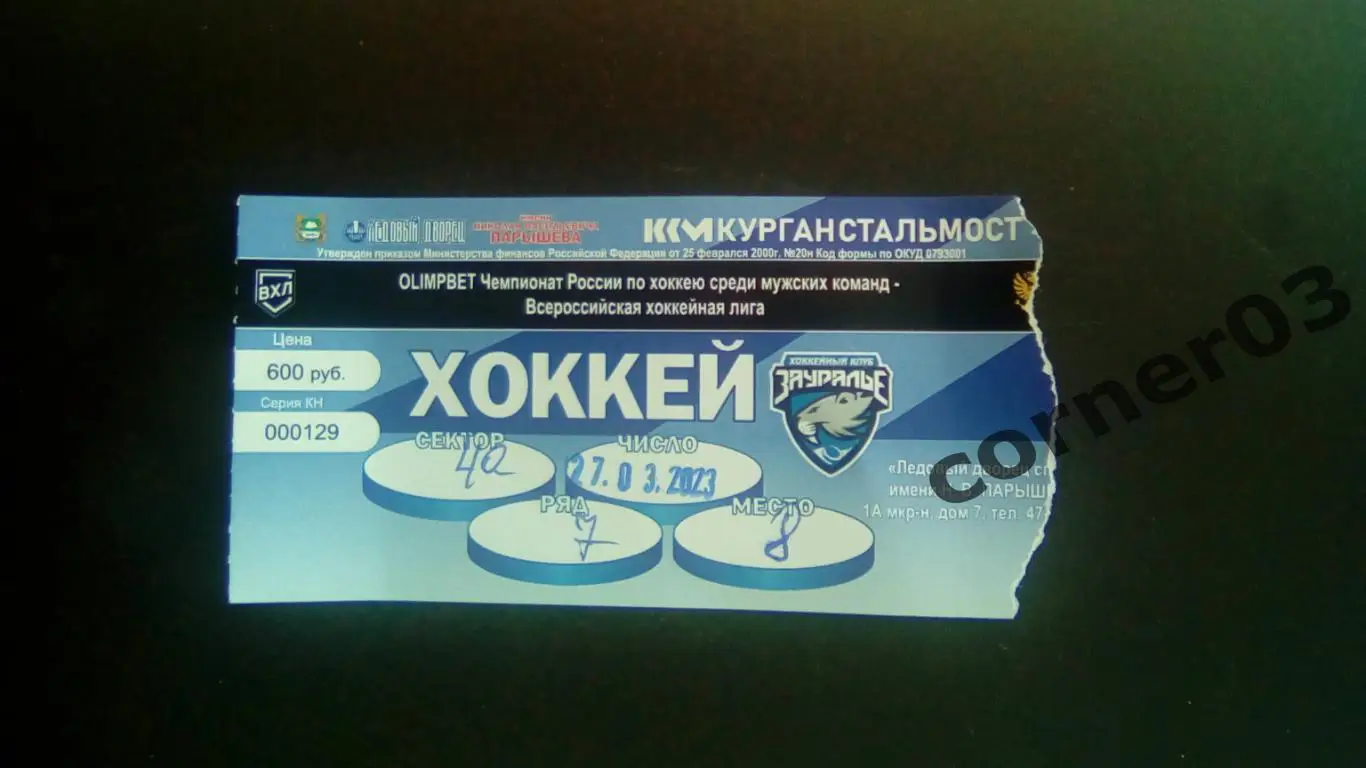 ЛЕДОВЫЙ ДВОРЕЦ
ИМЕНИ
ПАРЫШЕВА
КСМ КУРГАНСТАЛЬМОСТ
Утвержден приказом Министерства финансов Российской Федерации от 25 февраля 2000г. №20н Код формы по ОКУД 0793001
ВХЛ
OLIMPBET Чемпионат России по хоккею среди мужских команд -
Всероссийская хоккейная лига
Цена
600 руб.
Серия КН
000129
ХОККЕЙ
ХОККЕЙНЫЙ КЛУБ
ЗАУРАЛЬЕ
СЕКТОР
4а
ЧИСЛО
27.03.2023
РЯД
7
МЕСТО
8
«Ледовый дворец сп
имени Н.В. ПАРЫШ
1А мкр-н, дом 7, тел. 47-
corner03